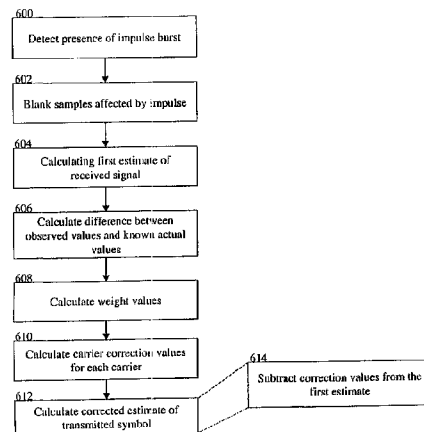 600
Detect presence of impulse burst
602
Blank samples affected by impulse
604
Calculating first estimate of
received signal
606
Calculate difference between
observed values and known actual
values
608
Calculate weight values
610
Calculate carrier correction values
for each carrier
612
Calculate corrected estimate of
transmitted symbol
614
Subtract correction values from the
first estimate